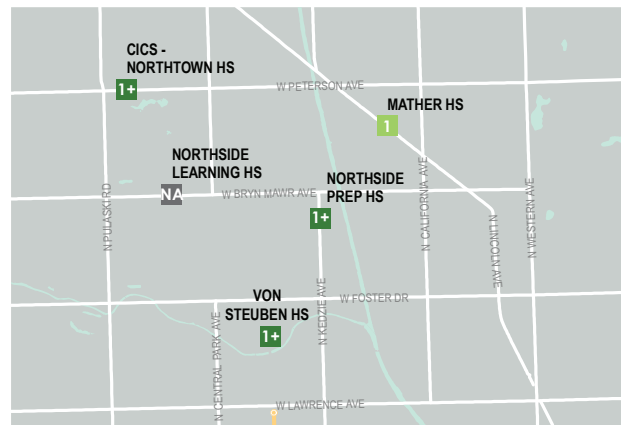 CICS -
NORTHTOWN HS
1+
W PETERSON AVE
MATHER HS
1
NORTHSIDE
LEARNING HS
NA
W BRYN MAWR AVE
NORTHSIDE
PREP HS
1+
N PULASKI RD
N CALIFORNIA AVE
N LINCOLN AVE
N WESTERN AVE
VON
STEUBEN HS
1+
W FOSTER DR
N KEDZIE AVE
N CENTRAL PARK AVE
W LAWRENCE AVE